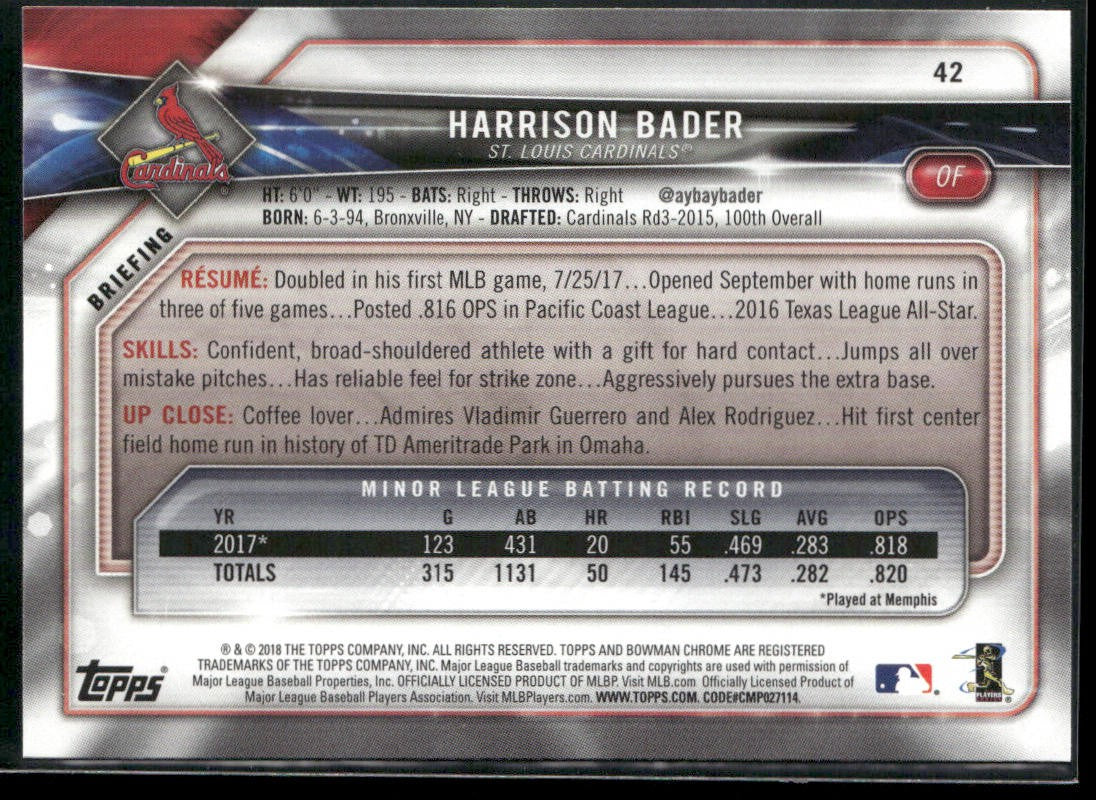 42
HARRISON BADER
ST. LOUIS CARDINALS®
Cardinals®
OF
HT: 6'0" - WT: 195 - BATS: Right - THROWS: Right @aybaybader
BORN: 6-3-94, Bronxville, NY - DRAFTED: Cardinals Rd3-2015, 100th Overall
BRIEFING
RÉSUMÉ: Doubled in his first MLB game, 7/25/17...Opened September with home runs in
three of five games...Posted .816 OPS in Pacific Coast League...2016 Texas League All-Star.
SKILLS: Confident, broad-shouldered athlete with a gift for hard contact...Jumps all over
mistake pitches...Has reliable feel for strike zone...Aggressively pursues the extra base.
UP CLOSE: Coffee lover...Admires Vladimir Guerrero and Alex Rodriguez...Hit first center
field home run in history of TD Ameritrade Park in Omaha.
MINOR LEAGUE BATTING RECORD
YR G AB HR RBI SLG AVG OPS
2017* 123 431 20 55 .469 .283 .818
TOTALS 315 1131 50 145 .473 .282 .820
*Played at Memphis
® & © 2018 THE TOPPS COMPANY, INC. ALL RIGHTS RESERVED. TOPPS AND BOWMAN CHROME ARE REGISTERED
TRADEMARKS OF THE TOPPS COMPANY, INC. Major League Baseball trademarks and copyrights are used with permission of
Major League Baseball Properties, Inc. OFFICIALLY LICENSED PRODUCT OF MLBP. Visit MLB.com Officially Licensed Product of
Major League Baseball Players Association. Visit MLBPlayers.com. WWW.TOPPS.COM. CODE#CMP027114.
Topps®
PLAYERS